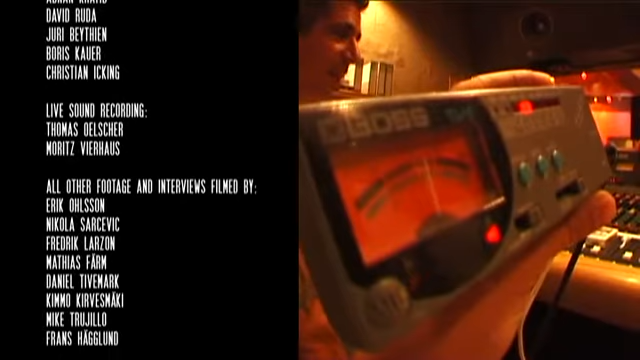 DAVID RUDA
JURI BEYTHIEN
BORIS KAUER
CHRISTIAN ICKING
LIVE SOUND RECORDING:
THOMAS OELSCHER
MORITZ VIERHAUS
ALL OTHER FOOTAGE AND INTERVIEWS FILMED BY:
ERIK OHLSSON
NIKOLA SARCEVIC
FREDRIK LARZON
MATHIAS FÄRM
DANIEL TIVEMARK
KIMMO KIRVESMÄKI
MIKE TRUJILLO
FRANS HÄGGLUND
BOSS